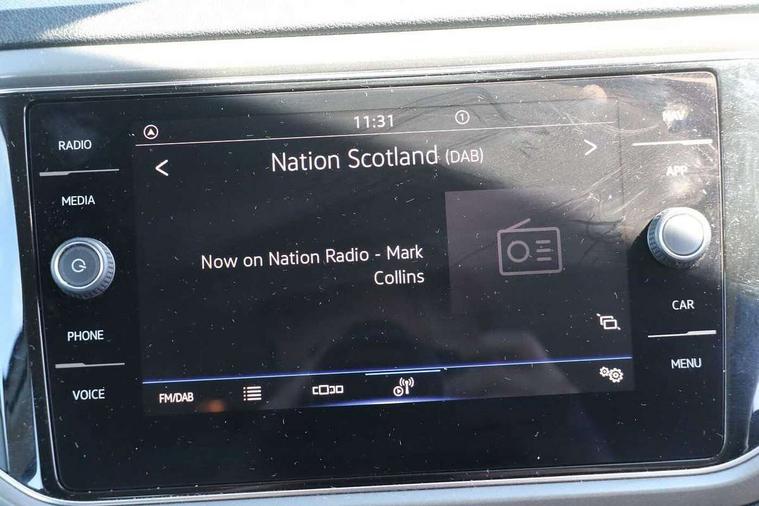 11:31
1
RADIO
Nation Scotland (DAB)
MEDIA
APP
Now on Nation Radio - Mark
Collins
CAR
PHONE
MENU
VOICE
FM/DAB